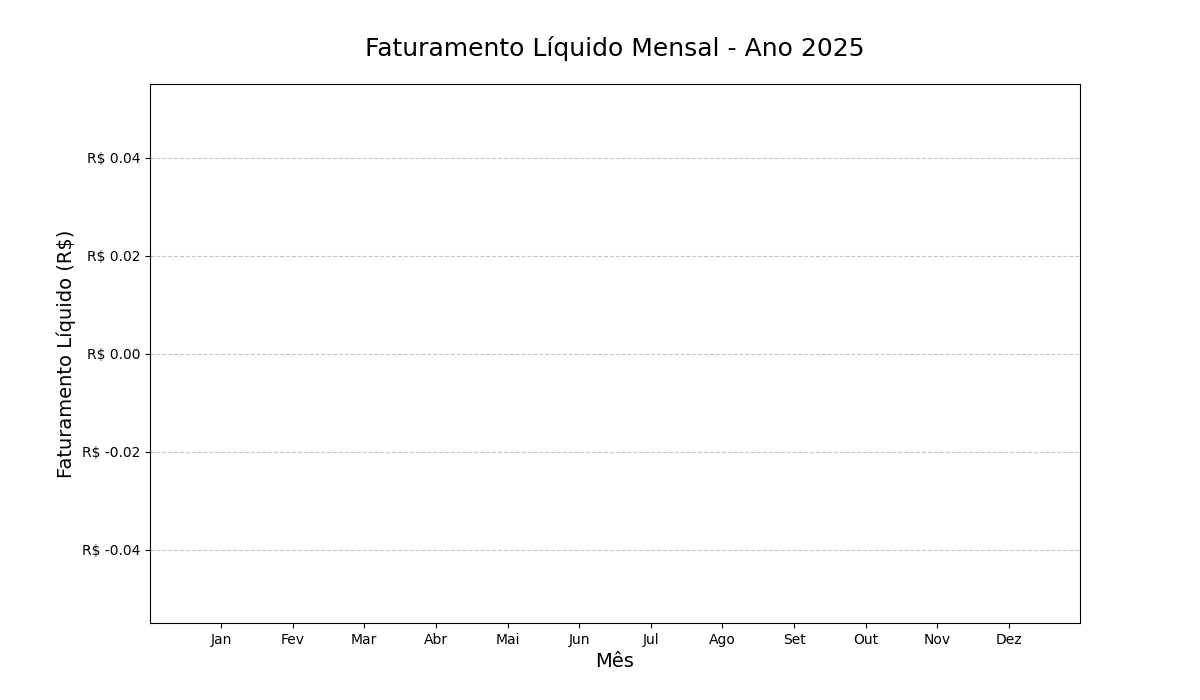 Faturamento Líquido Mensal - Ano 2025
Faturamento Líquido (R$)
R$ 0.04
R$ 0.02
R$ 0.00
R$ -0.02
R$ -0.04
Jan Fev Mar Abr Mai Jun Jul Ago Set Out Nov Dez
Mês